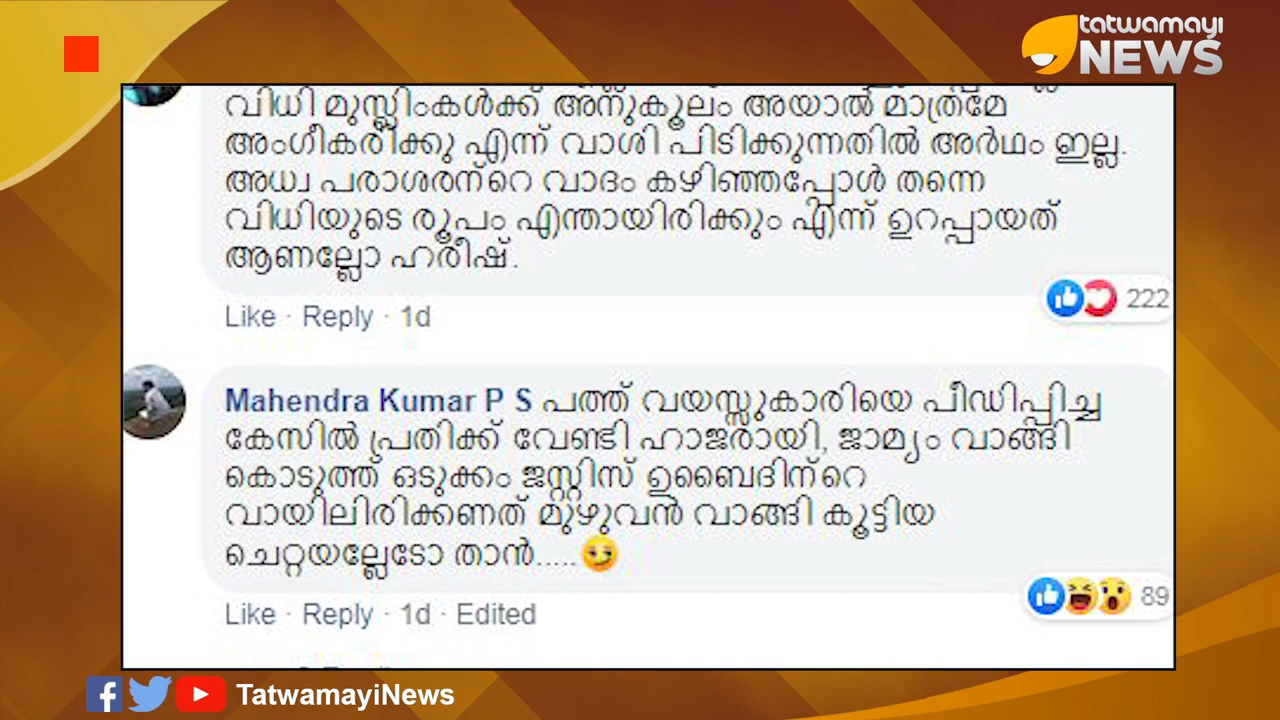 tatwamayi
NEWS
വിധി മുസ്ലിംകൾക്ക് അനുകൂലം അയാൽ മാത്രമേ
അംഗീകരിക്കു എന്ന് വാശി പിടിക്കുന്നതിൽ അർഥം ഇല്ല.
അധ്വ പരാശരന്റെ വാദം കഴിഞ്ഞപ്പോൾ തന്നെ
വിധിയുടെ രൂപം എന്തായിരിക്കും എന്ന് ഉറപ്പായത്
ആണല്ലോ ഹരീഷ്.
222
Like · Reply · 1d
Mahendra Kumar P S പത്ത് വയസ്സുകാരിയെ പീഡിപ്പിച്ച
കേസിൽ പ്രതിക്ക് വേണ്ടി ഹാജരായി, ജാമ്യം വാങ്ങി
കൊടുത്ത് ഒടുക്കം ജസ്റ്റിസ് ഉബൈദിന്റെ
വായിലിരിക്കണത് മുഴുവൻ വാങ്ങി കൂട്ടിയ
ചെറ്റയല്ലേടോ താൻ.....😏
89
Like · Reply · 1d · Edited
TatwamayiNews